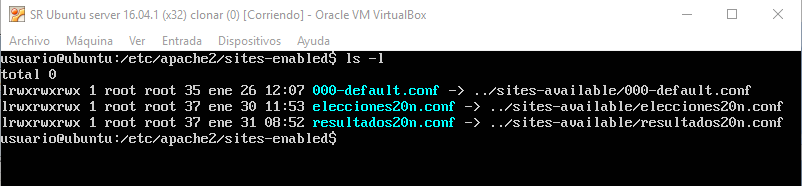 SR Ubuntu server 16.04.1 (x32) clonar (0) [Corriendo] - Oracle VM VirtualBox
Archivo Máquina Ver Entrada Dispositivos Ayuda
usuario@ubuntu:/etc/apache2/sites-enabled$ ls -l
total 0
lrwxrwxrwx 1 root root 35 ene 26 12:07 000-default.conf -> ../sites-available/000-default.conf
lrwxrwxrwx 1 root root 37 ene 30 11:53 elecciones20n.conf -> ../sites-available/elecciones20n.conf
lrwxrwxrwx 1 root root 37 ene 31 08:52 resultados20n.conf -> ../sites-available/resultados20n.conf
usuario@ubuntu:/etc/apache2/sites-enabled$